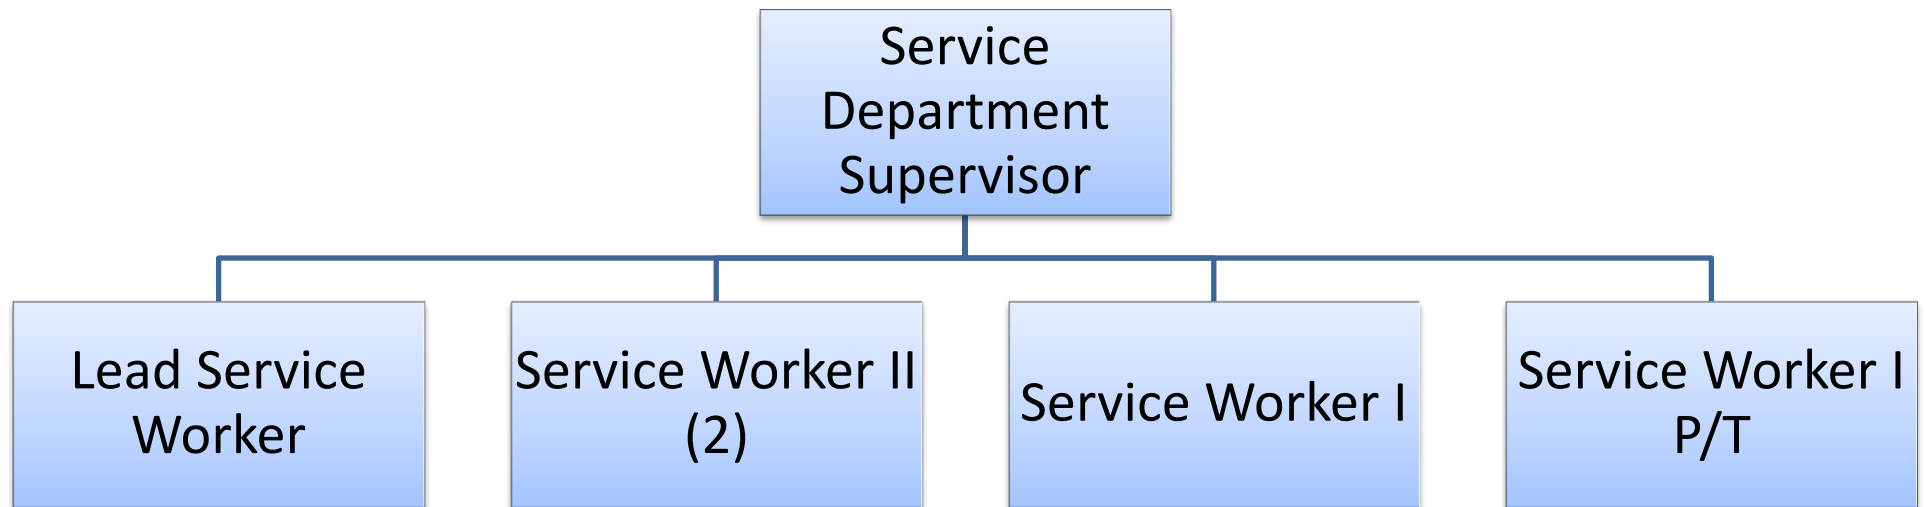 Service
Department
Supervisor
Lead Service
Worker
Service Worker II
(2)
Service Worker I
Service Worker I
P/T